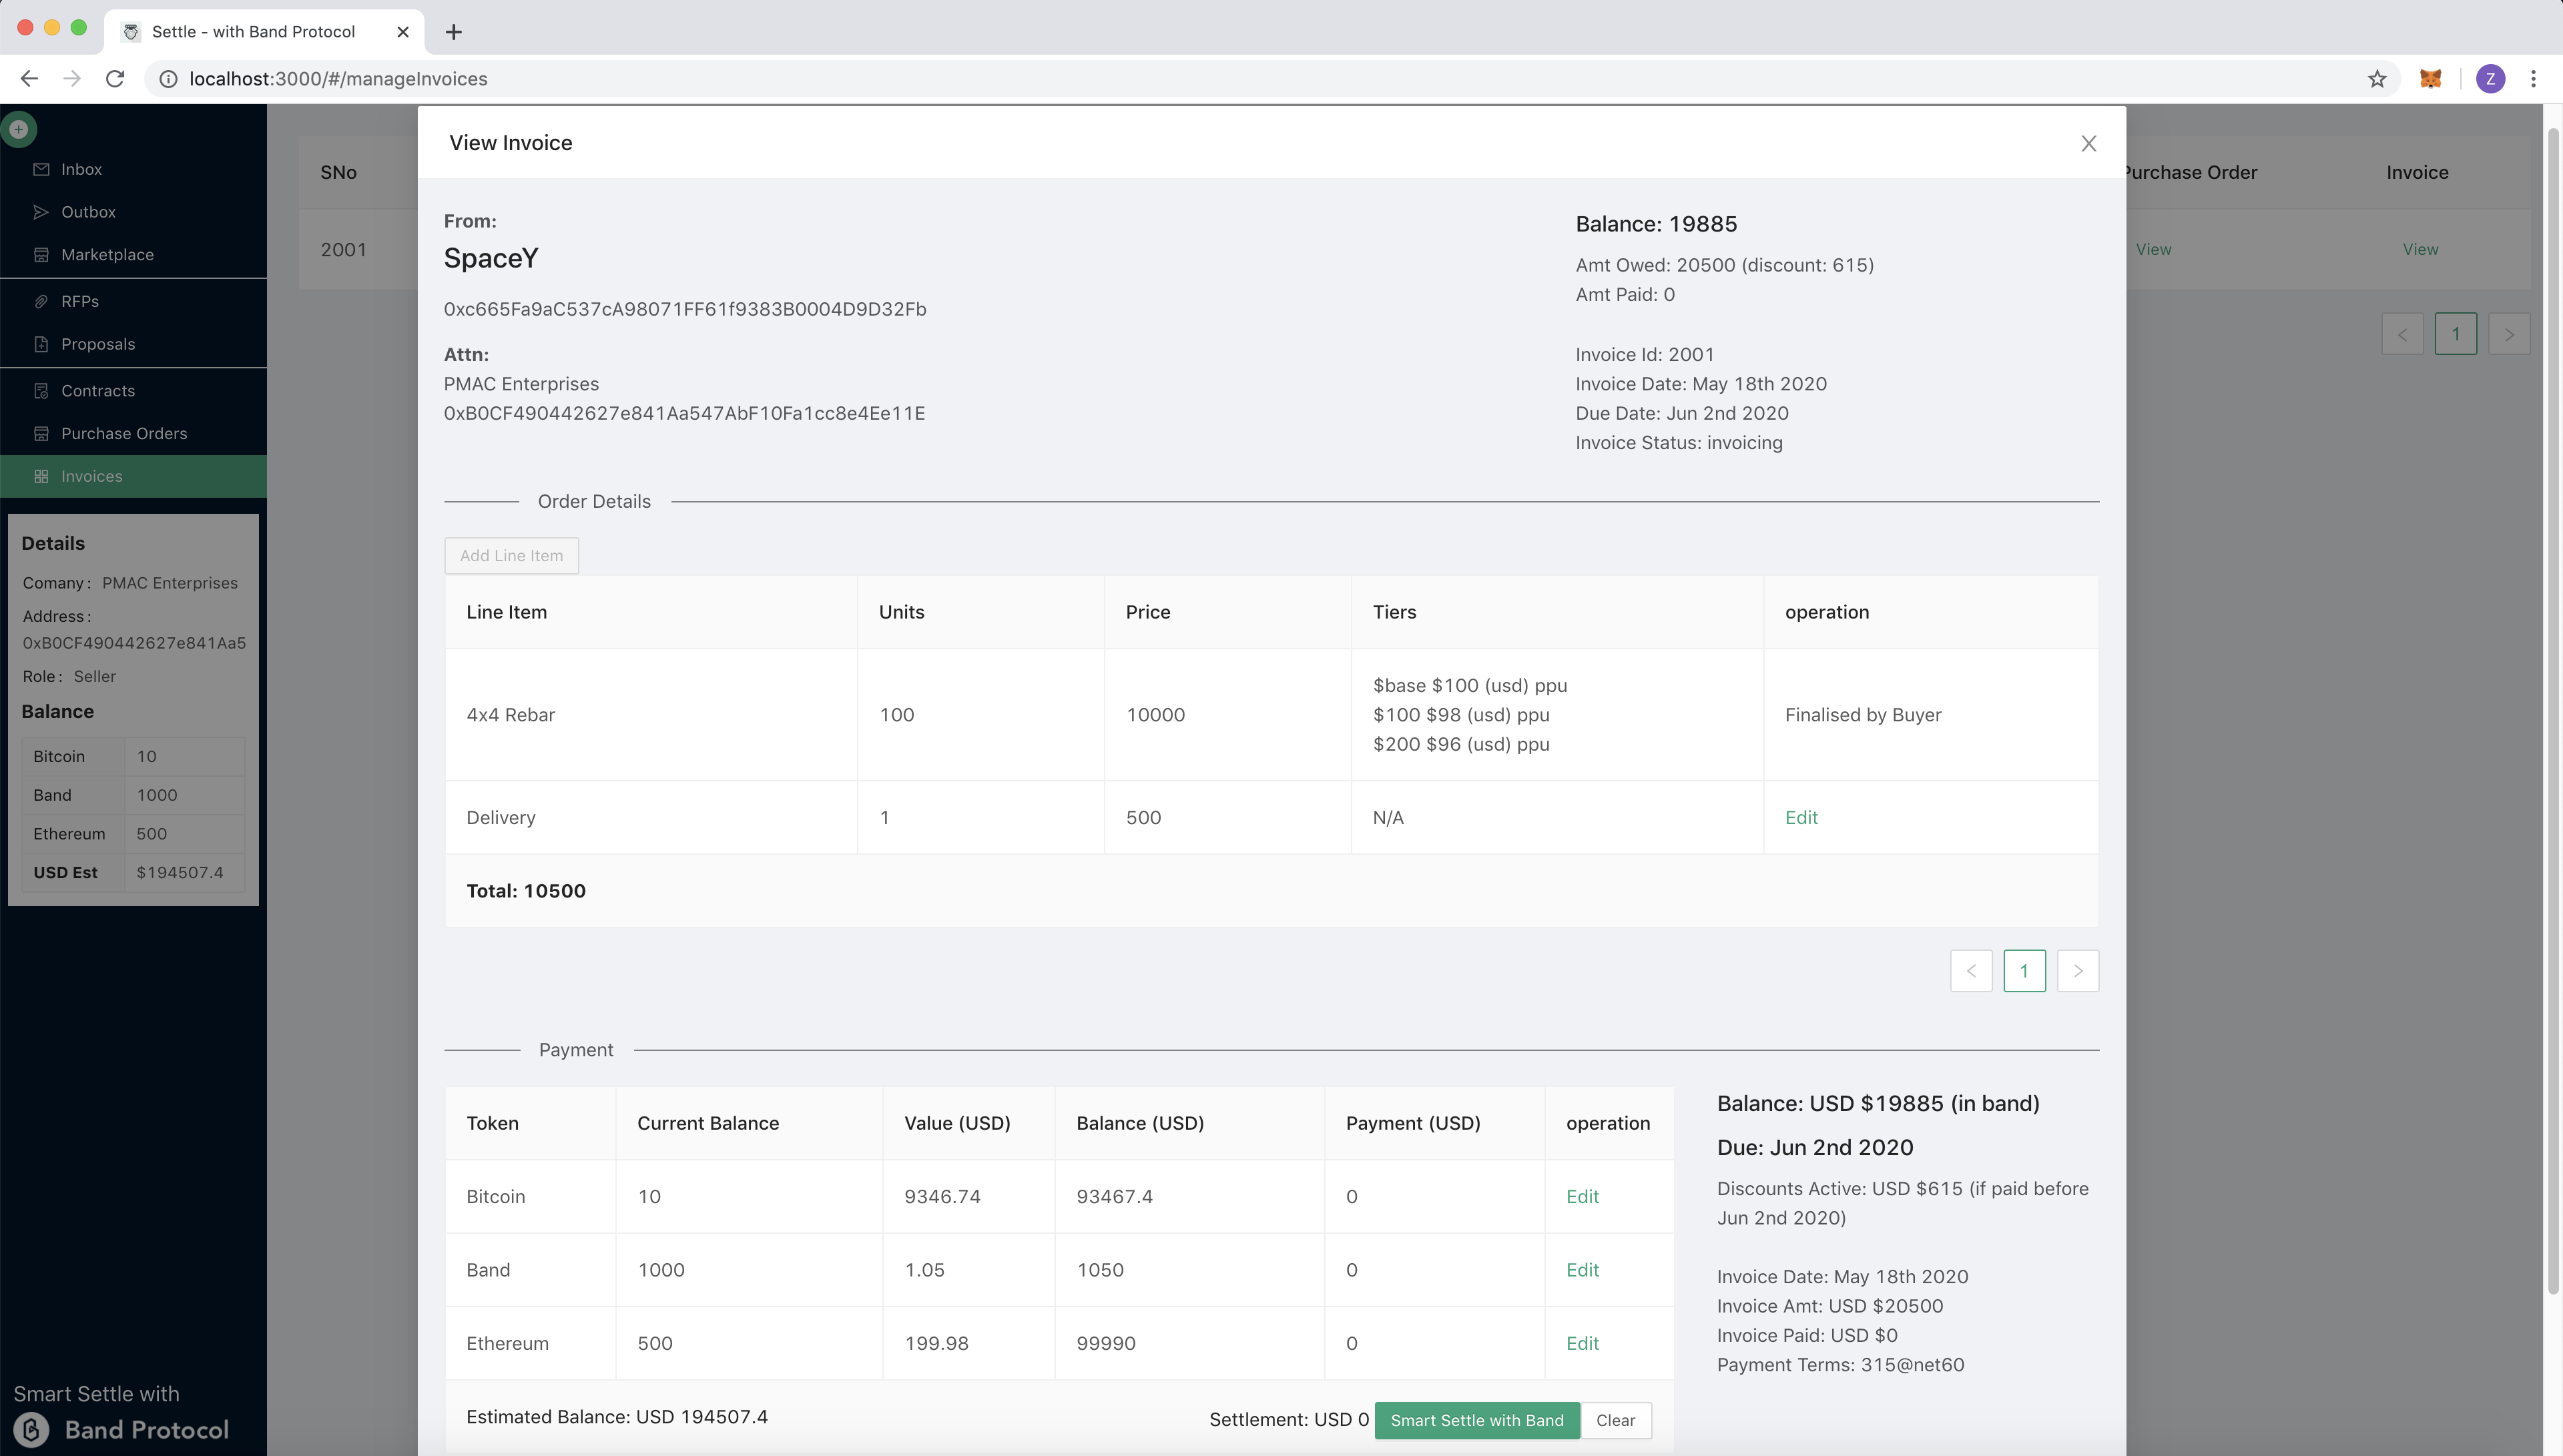 Settle - with Band Protocol
localhost:3000/#/manageInvoices
Z
Inbox
Outbox
Marketplace
RFPs
Proposals
Contracts
Purchase Orders
Invoices
Details
Comany: PMAC Enterprises
Address:
0xB0CF490442627e841Aa5
Role: Seller
Balance
Bitcoin 10
Band 1000
Ethereum 500
USD Est $194507.4
Smart Settle with
Band Protocol
SNo
2001
Purchase Order Invoice
View View
1
View Invoice
From:
SpaceY
0xc665Fa9aC537cA98071FF61f9383B0004D9D32Fb
Attn:
PMAC Enterprises
0xB0CF490442627e841Aa547AbF10Fa1cc8e4Ee11E
Balance: 19885
Amt Owed: 20500 (discount: 615)
Amt Paid: 0
Invoice Id: 2001
Invoice Date: May 18th 2020
Due Date: Jun 2nd 2020
Invoice Status: invoicing
Order Details
Add Line Item
Line Item Units Price Tiers operation
4x4 Rebar 100 10000 $base $100 (usd) ppu
$100 $98 (usd) ppu
$200 $96 (usd) ppu
Finalised by Buyer
Delivery 1 500 N/A Edit
Total: 10500
1
Payment
Token Current Balance Value (USD) Balance (USD) Payment (USD) operation
Bitcoin 10 9346.74 93467.4 0 Edit
Band 1000 1.05 1050 0 Edit
Ethereum 500 199.98 99990 0 Edit
Estimated Balance: USD 194507.4 Settlement: USD 0 Smart Settle with Band Clear
Balance: USD $19885 (in band)
Due: Jun 2nd 2020
Discounts Active: USD $615 (if paid before
Jun 2nd 2020)
Invoice Date: May 18th 2020
Invoice Amt: USD $20500
Invoice Paid: USD $0
Payment Terms: 315@net60